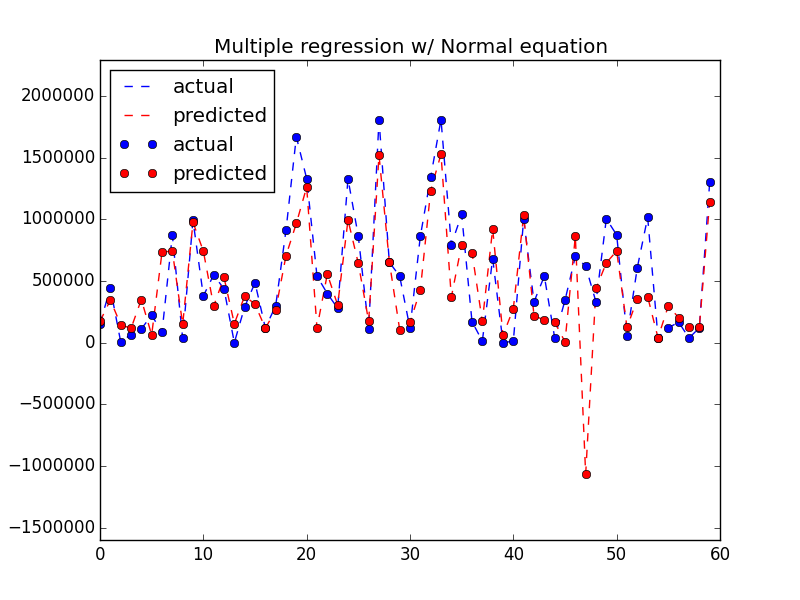 Multiple regression w/ Normal equation
actual
predicted
actual
predicted
2000000
1500000
1000000
500000
0
−500000
−1000000
−1500000
0 10 20 30 40 50 60